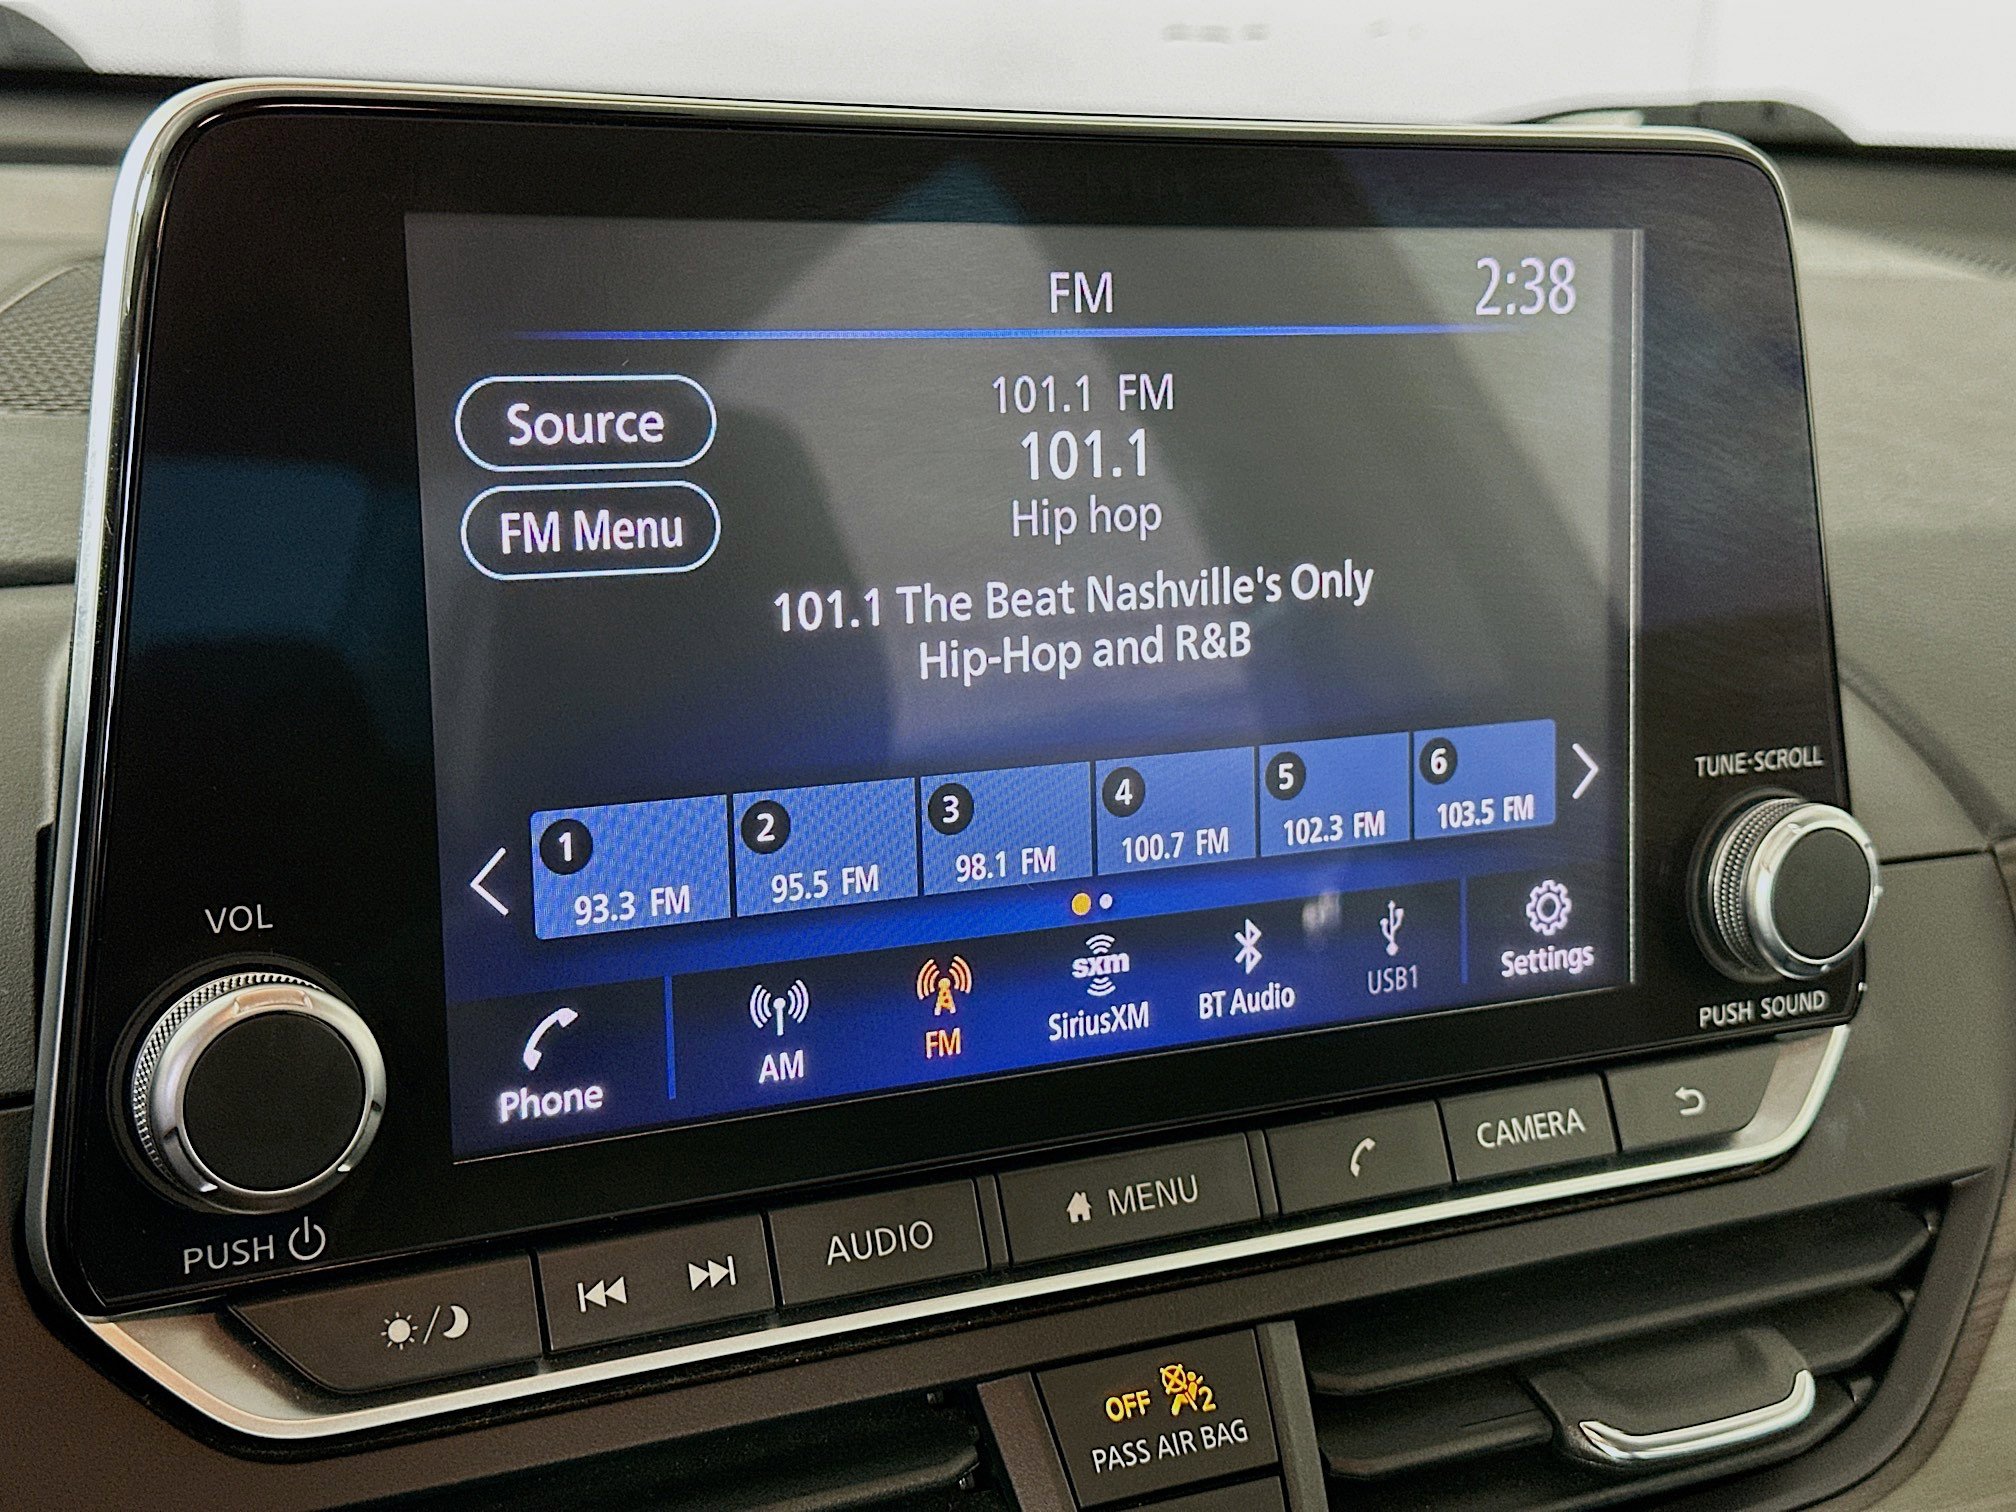 FM
2:38
Source
FM Menu
101.1 FM
101.1
Hip hop
101.1 The Beat Nashville's Only
Hip-Hop and R&B
1
93.3 FM
2
95.5 FM
3
98.1 FM
4
100.7 FM
5
102.3 FM
6
103.5 FM
Phone
AM
FM
sxm
SiriusXM
BT Audio
USB1
Settings
VOL
PUSH
TUNE·SCROLL
PUSH SOUND
AUDIO
MENU
CAMERA
OFF 2
PASS AIR BAG